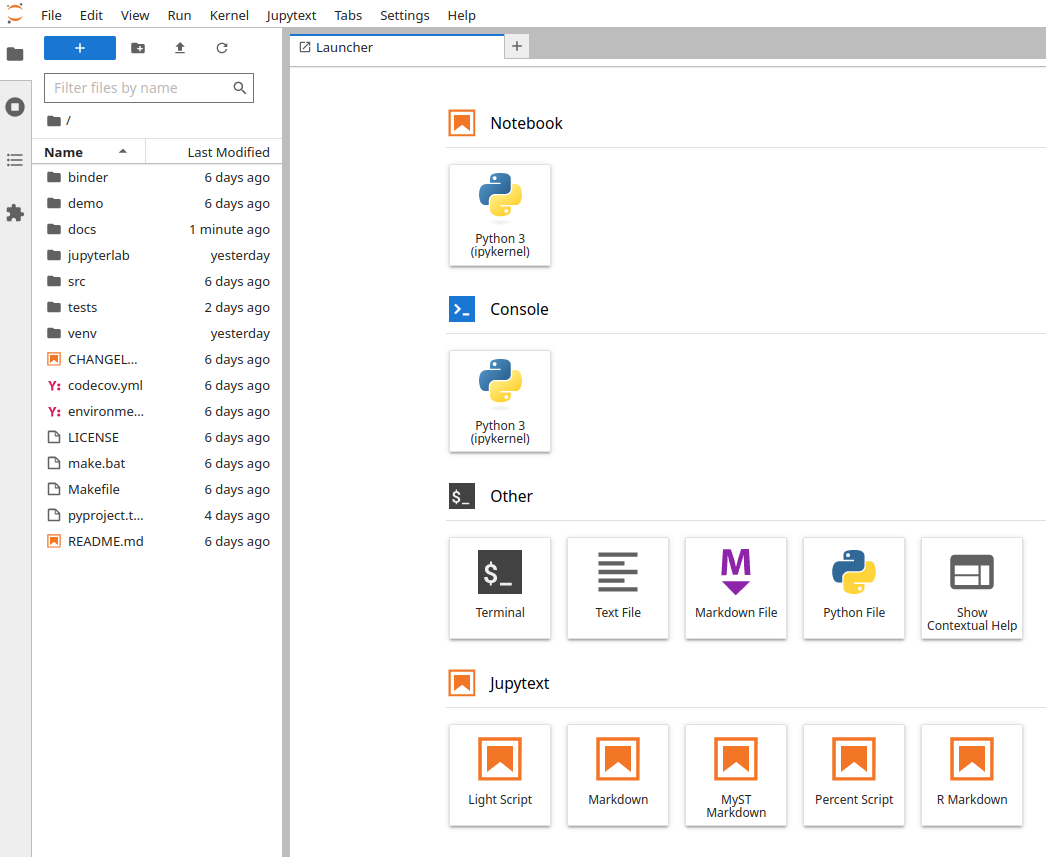 File Edit View Run Kernel Jupytext Tabs Settings Help
+
Launcher
+
Filter files by name
/
Name Last Modified
binder 6 days ago
demo 6 days ago
docs 1 minute ago
jupyterlab yesterday
src 6 days ago
tests 2 days ago
venv yesterday
CHANGEL... 6 days ago
Y: codecov.yml 6 days ago
Y: environme... 6 days ago
LICENSE 6 days ago
make.bat 6 days ago
Makefile 6 days ago
pyproject.t... 4 days ago
README.md 6 days ago
Notebook
Python 3
(ipykernel)
>_ Console
Python 3
(ipykernel)
$_ Other
$_
Terminal
Text File
M
Markdown File
Python File
Show
Contextual Help
Jupytext
Light Script
Markdown
MyST
Markdown
Percent Script
R Markdown